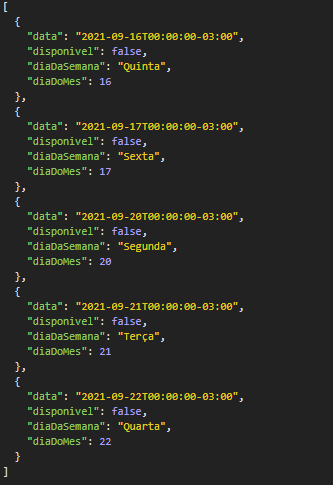 [
  {
    "data": "2021-09-16T00:00:00-03:00",
    "disponivel": false,
    "diaDaSemana": "Quinta",
    "diaDoMes": 16
  },
  {
    "data": "2021-09-17T00:00:00-03:00",
    "disponivel": false,
    "diaDaSemana": "Sexta",
    "diaDoMes": 17
  },
  {
    "data": "2021-09-20T00:00:00-03:00",
    "disponivel": false,
    "diaDaSemana": "Segunda",
    "diaDoMes": 20
  },
  {
    "data": "2021-09-21T00:00:00-03:00",
    "disponivel": false,
    "diaDaSemana": "Terça",
    "diaDoMes": 21
  },
  {
    "data": "2021-09-22T00:00:00-03:00",
    "disponivel": false,
    "diaDaSemana": "Quarta",
    "diaDoMes": 22
  }
]